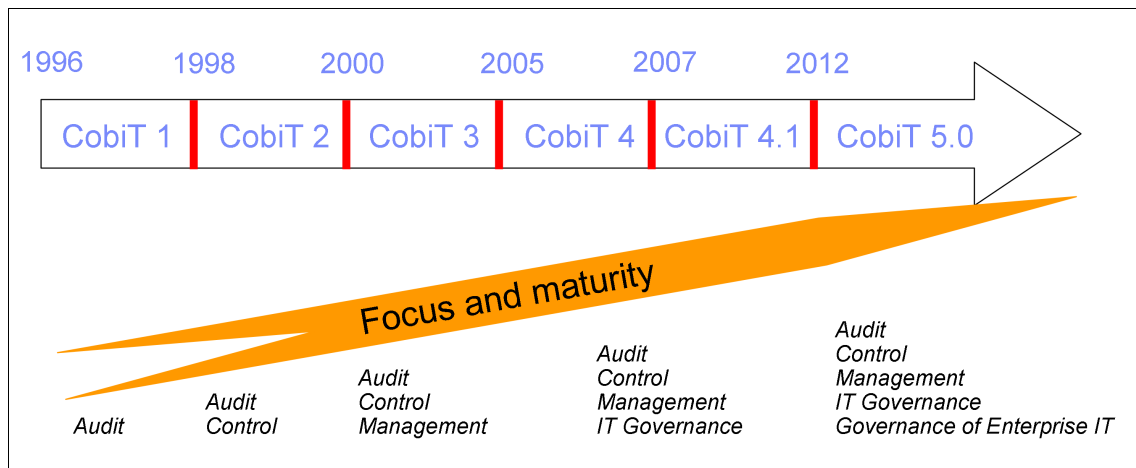 1996 1998 2000 2005 2007 2012
CobiT 1 CobiT 2 CobiT 3 CobiT 4 CobiT 4.1 CobiT 5.0
Focus and maturity
Audit
Audit
Control
Audit
Control
Management
Audit
Control
Management
IT Governance
Audit
Control
Management
IT Governance
Governance of Enterprise IT